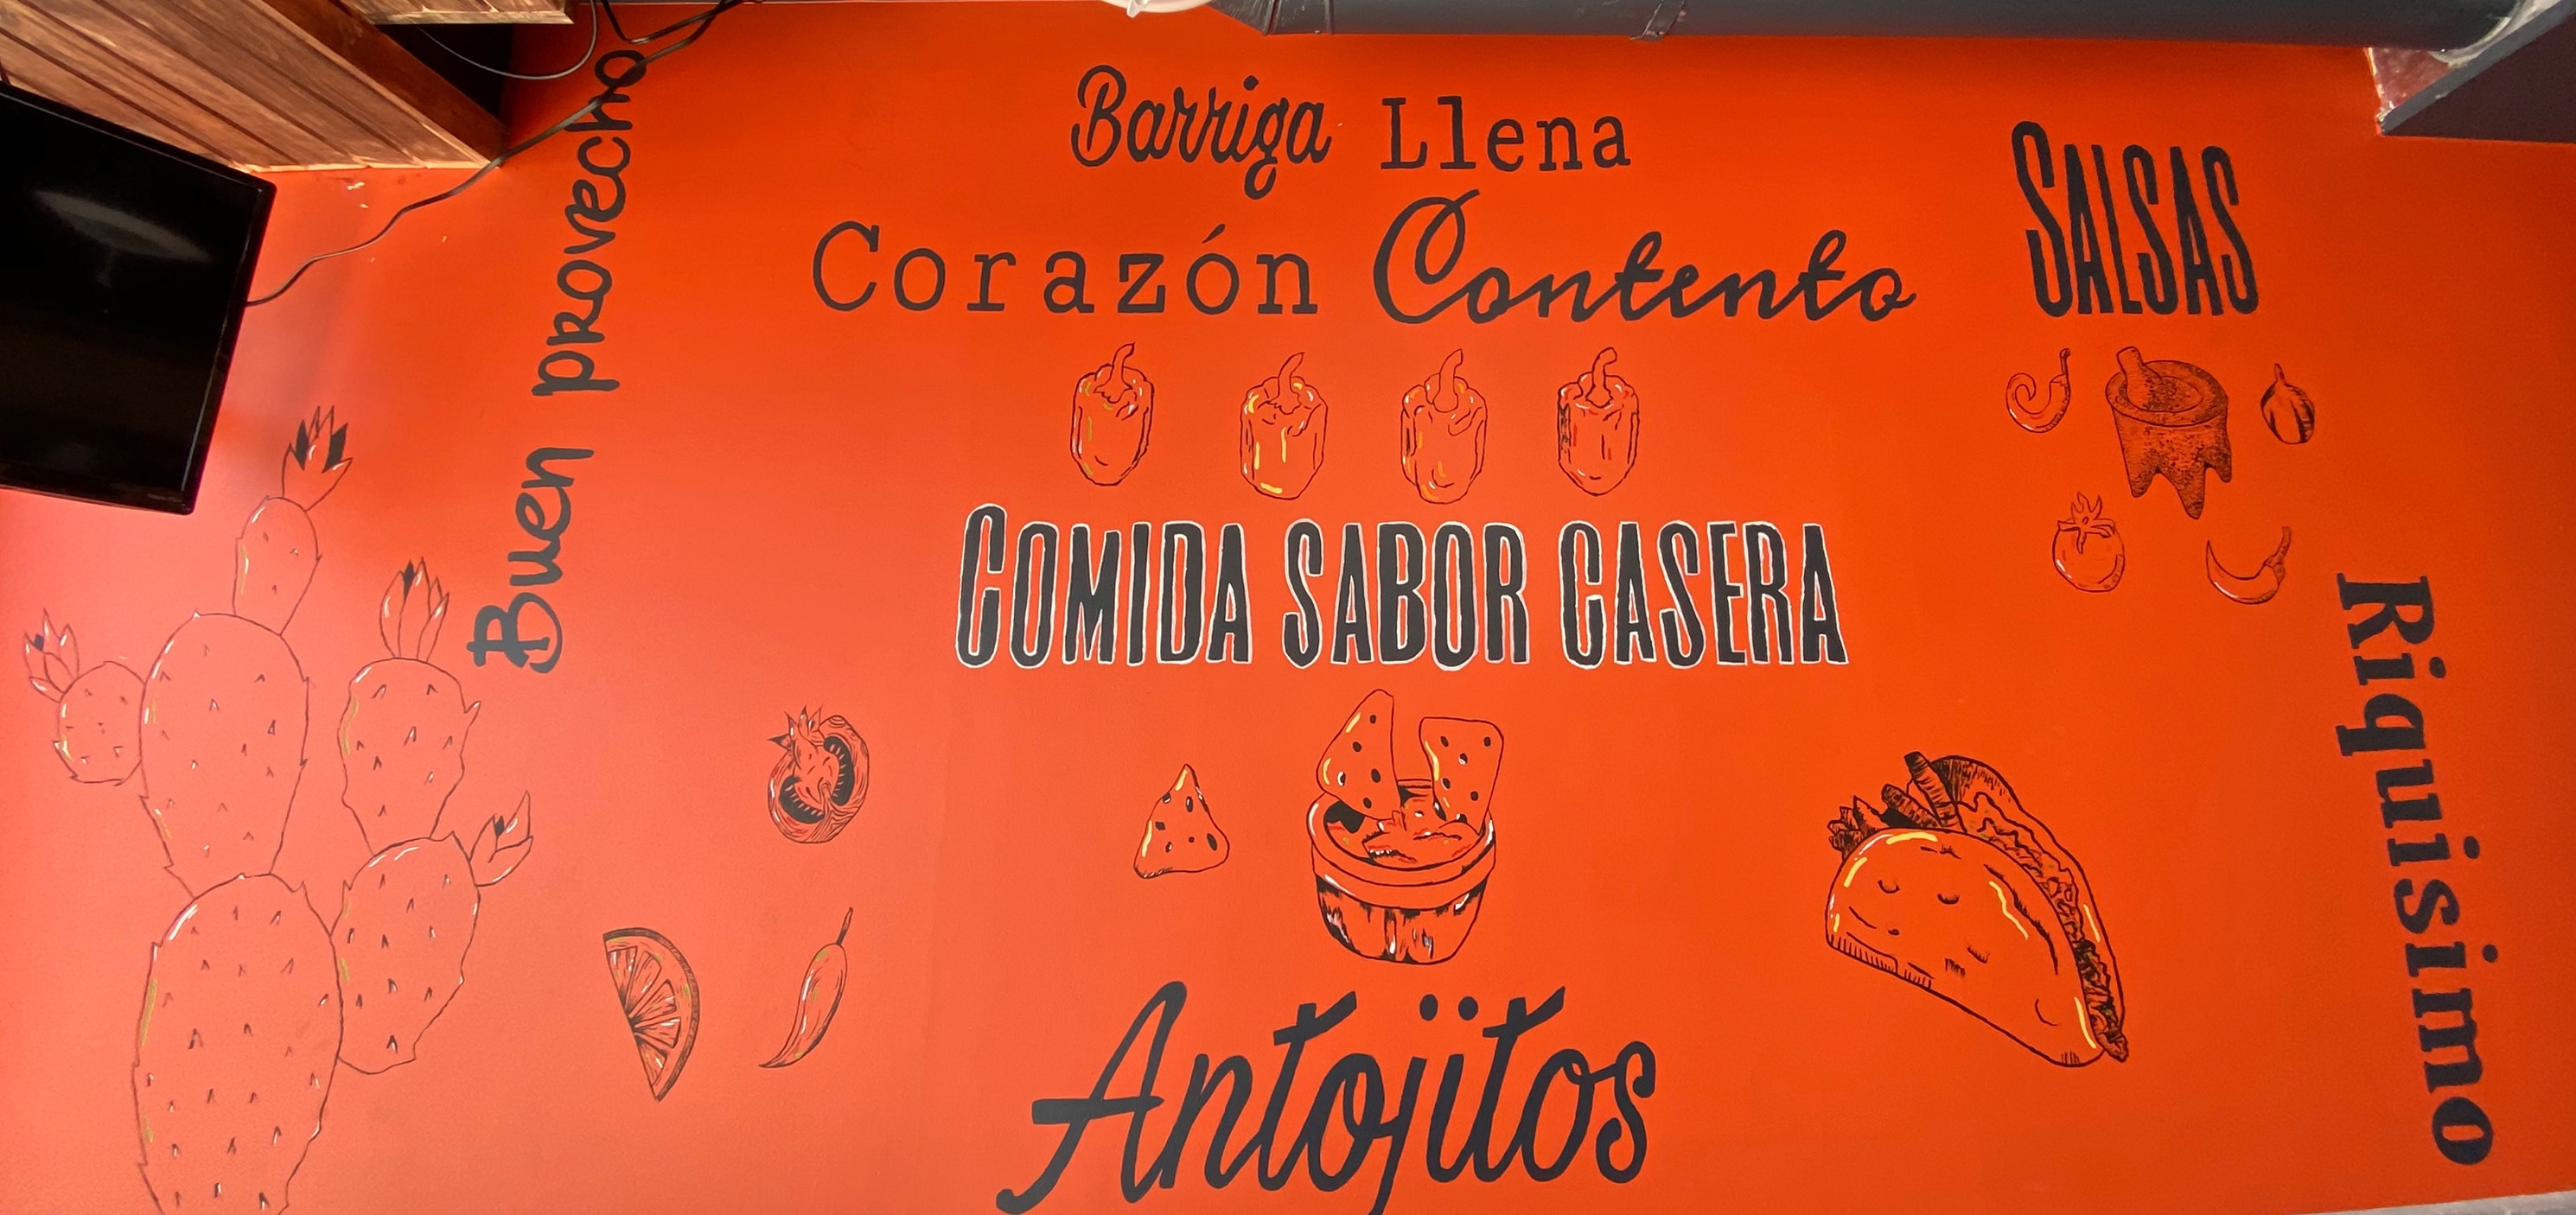 Buen provecho
Barriga Llena
Corazón Contento
SALSAS
COMIDA SABOR CASERA
Riquisimo
Antojitos